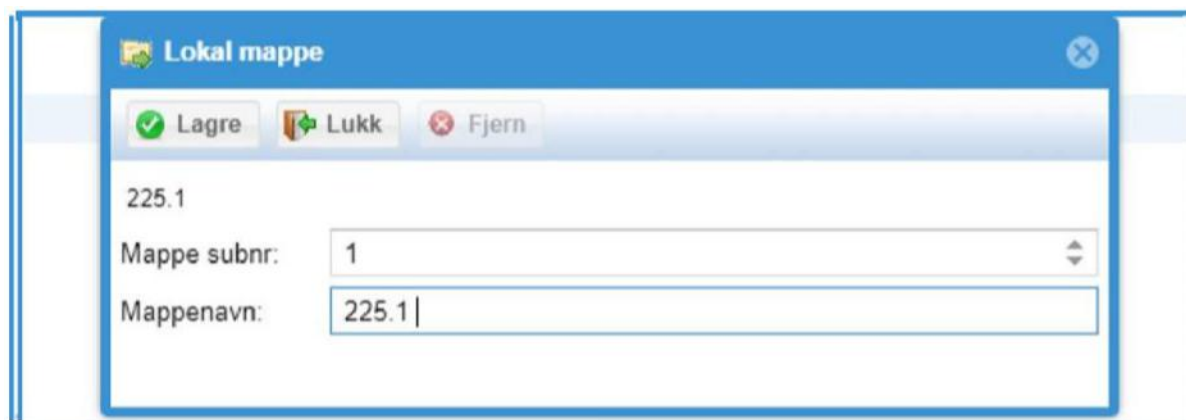 Lokal mappe
Lagre Lukk Fjern
225.1
Mappe subnr: 1
Mappenavn: 225.1